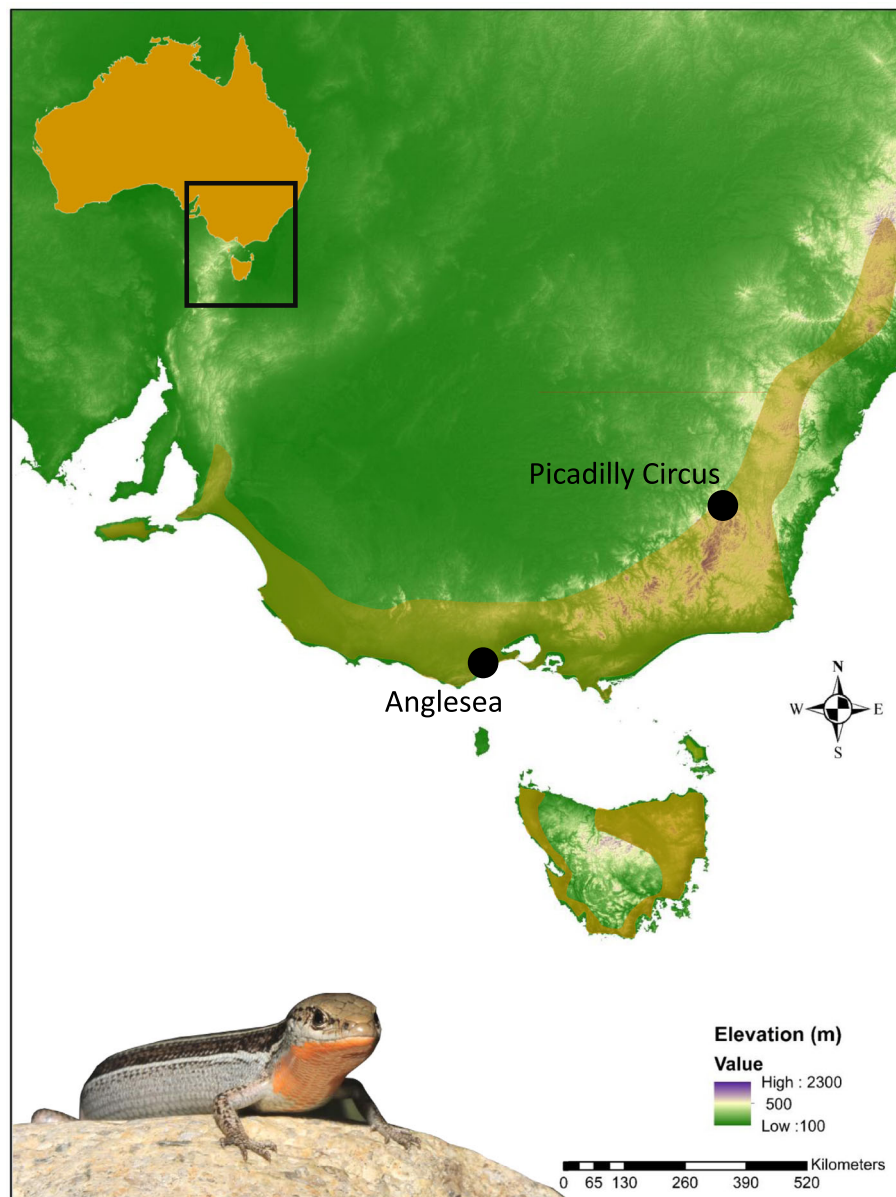 Picadilly Circus
Anglesea
N
W E
S
Elevation (m)
Value
High : 2300
500
Low :100
Kilometers
0 65 130 260 390 520